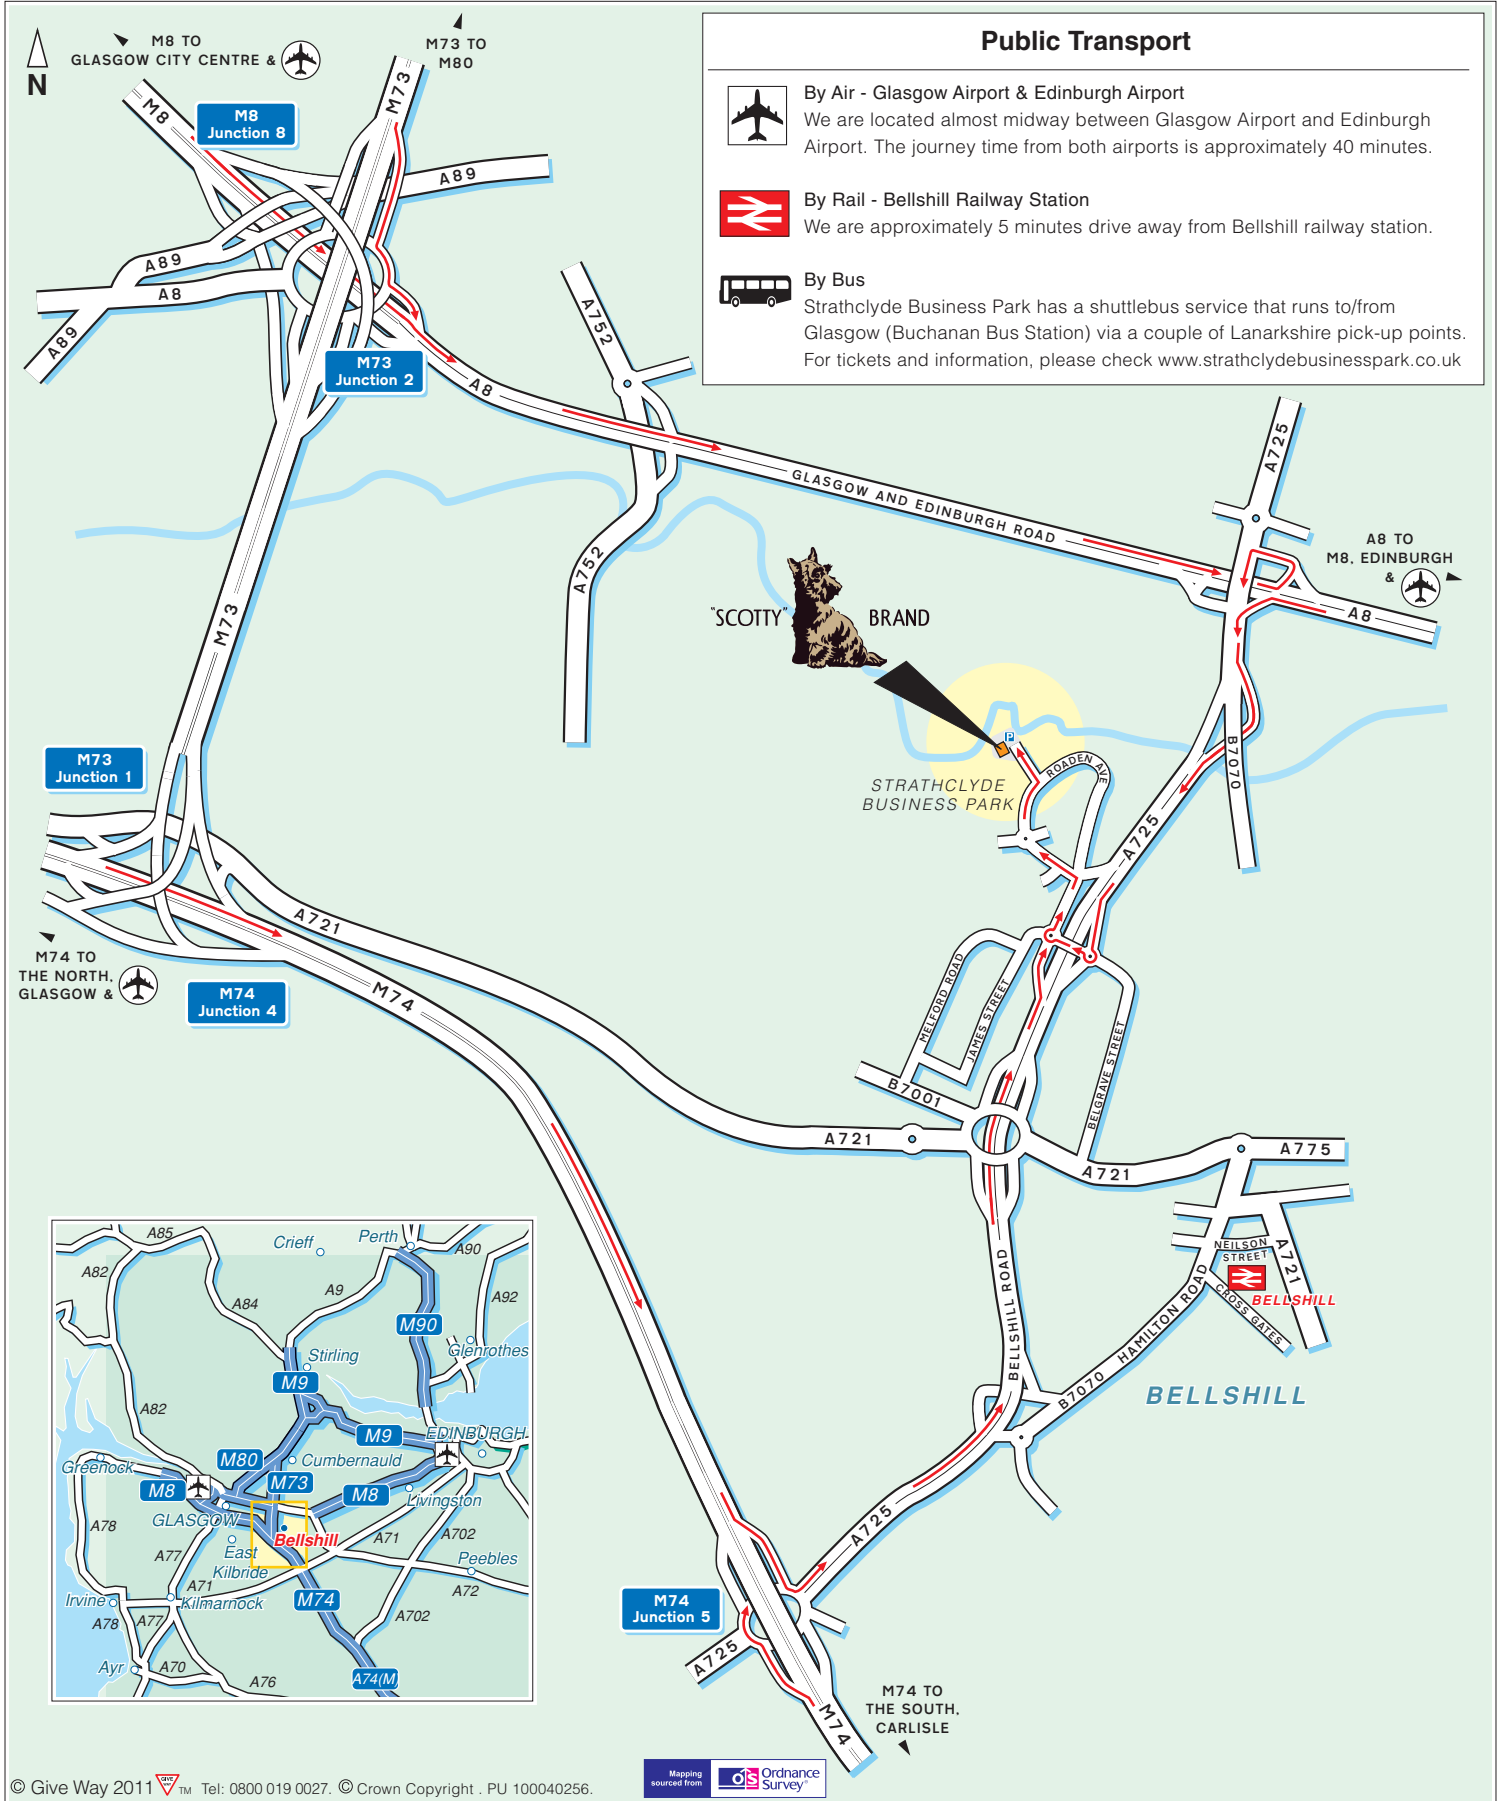 M8 TO
GLASGOW CITY CENTRE &
M73 TO
M80
N
M8
M8
Junction 8
M73
A89
A89
A8
A89
M73
Junction 2
A8
A752
Public Transport
By Air - Glasgow Airport & Edinburgh Airport
We are located almost midway between Glasgow Airport and Edinburgh
Airport. The journey time from both airports is approximately 40 minutes.
By Rail - Bellshill Railway Station
We are approximately 5 minutes drive away from Bellshill railway station.
By Bus
Strathclyde Business Park has a shuttlebus service that runs to/from
Glasgow (Buchanan Bus Station) via a couple of Lanarkshire pick-up points.
For tickets and information, please check www.strathclydebusinesspark.co.uk
A725
GLASGOW AND EDINBURGH ROAD
A8 TO
M8, EDINBURGH
&
A8
A752
M73
"SCOTTY" BRAND
P
STRATHCLYDE
BUSINESS PARK
ROADEN AVE
B7070
A725
M73
Junction 1
A721
M74 TO
THE NORTH,
GLASGOW &
M74
Junction 4
M74
MELFORD ROAD
JAMES STREET
BELGRAVE STREET
B7001
A721
A721
A775
NEILSON
STREET
A721
BELLSHILL
CROSS GATES
HAMILTON ROAD
B7070
BELLSHILL
BELLSHILL ROAD
A725
M74
Junction 5
A725
M74
M74 TO
THE SOUTH,
CARLISLE
A85
Crieff
Perth
A90
A82
A9
A84
A92
M90
Glenrothes
Stirling
M9
A82
M9
EDINBURGH
M80
Cumbernauld
Greenock
M73
M8
M8
Livingston
GLASGOW
A78
Bellshill
A71
A702
A77
East
Kilbride
Peebles
A71
A72
Irvine
Kilmarnock
M74
A78
A77
A702
Ayr
A70
A76
A74(M)
© Give Way 2011 GIVE WAY TM Tel: 0800 019 0027. © Crown Copyright . PU 100040256.
Mapping
sourced from
OS Ordnance
Survey®